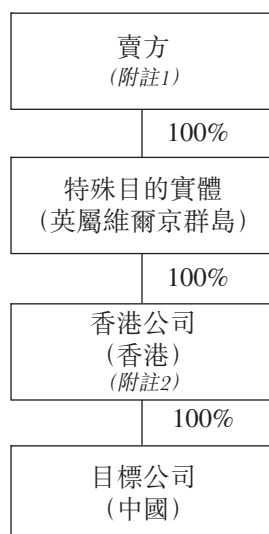 賣方
(附註1)
100%
特殊目的實體
(英屬維爾京群島)
100%
香港公司
(香港)
(附註2)
100%
目標公司
(中國)